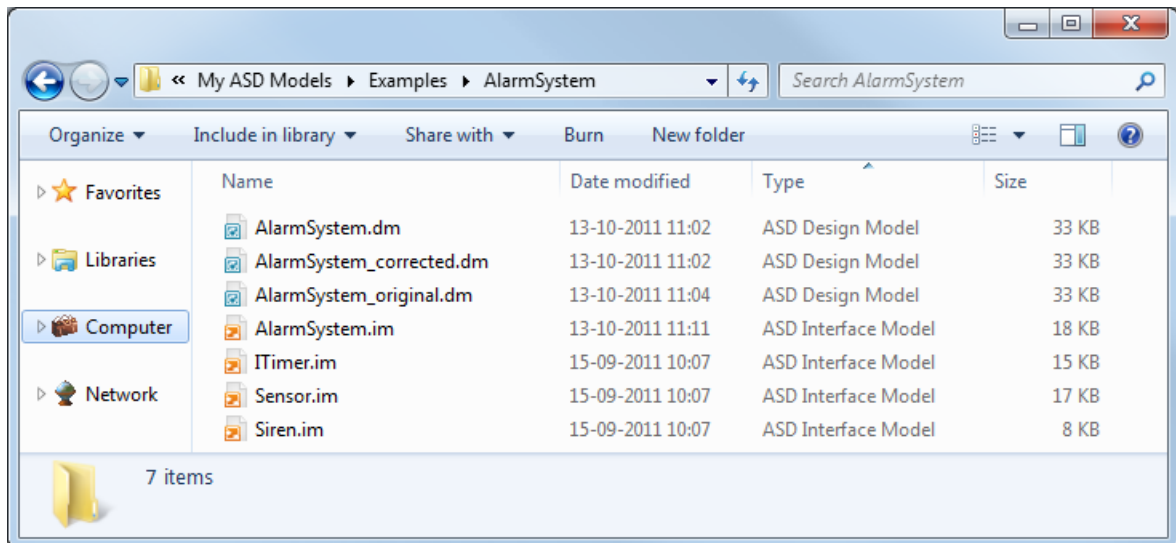 « My ASD Models Examples AlarmSystem Search AlarmSystem
Organize Include in library Share with Burn New folder
Favorites
Libraries
Computer
Network
Name Date modified Type Size
AlarmSystem.dm 13-10-2011 11:02 ASD Design Model 33 KB
AlarmSystem_corrected.dm 13-10-2011 11:02 ASD Design Model 33 KB
AlarmSystem_original.dm 13-10-2011 11:04 ASD Design Model 33 KB
AlarmSystem.im 13-10-2011 11:11 ASD Interface Model 18 KB
ITimer.im 15-09-2011 10:07 ASD Interface Model 15 KB
Sensor.im 15-09-2011 10:07 ASD Interface Model 17 KB
Siren.im 15-09-2011 10:07 ASD Interface Model 8 KB
7 items